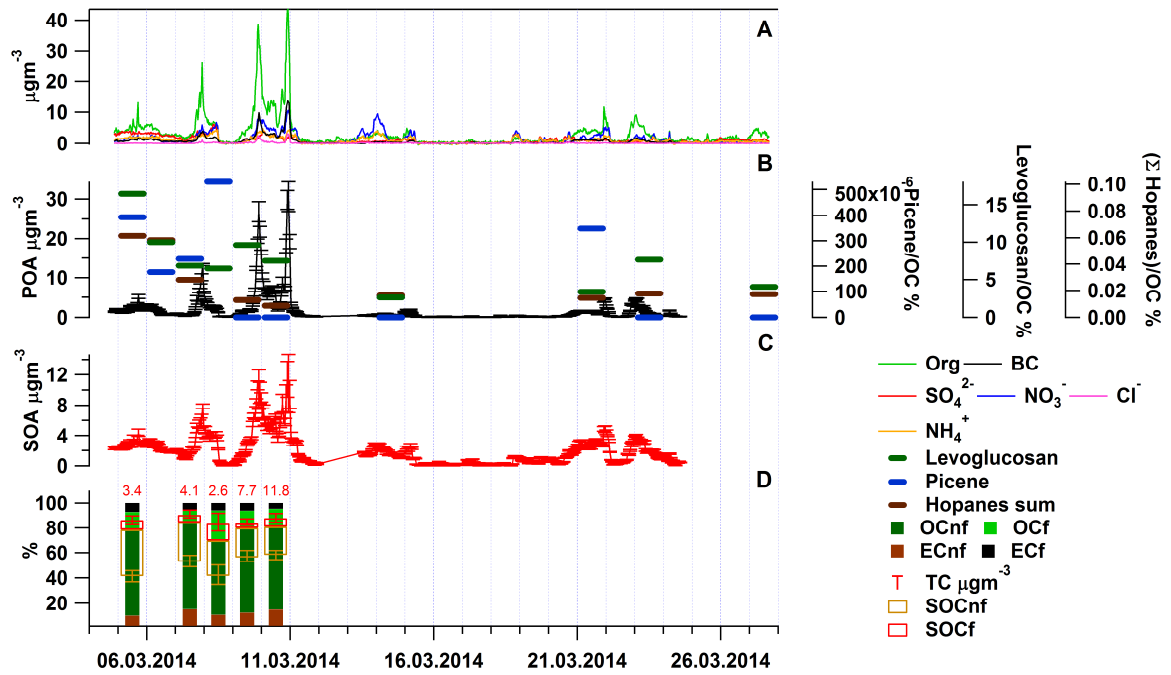 A
40
30
20
10
0
µgm-3
B
30
20
10
0
POA µgm-3
500x10-6
400
300
200
100
0
Picene/OC %
15
10
5
0
Levoglucosan/OC %
0.10
0.08
0.06
0.04
0.02
0.00
(Σ Hopanes)/OC %
C
12
8
4
0
SOA µgm-3
D
3.4 4.1 2.6 7.7 11.8
100
80
60
40
20
%
06.03.2014 11.03.2014 16.03.2014 21.03.2014 26.03.2014
Org BC
SO42- NO3- Cl-
NH4+
Levoglucosan
Picene
Hopanes sum
OCnf OCf
ECnf ECf
TC µgm-3
SOCnf
SOCf